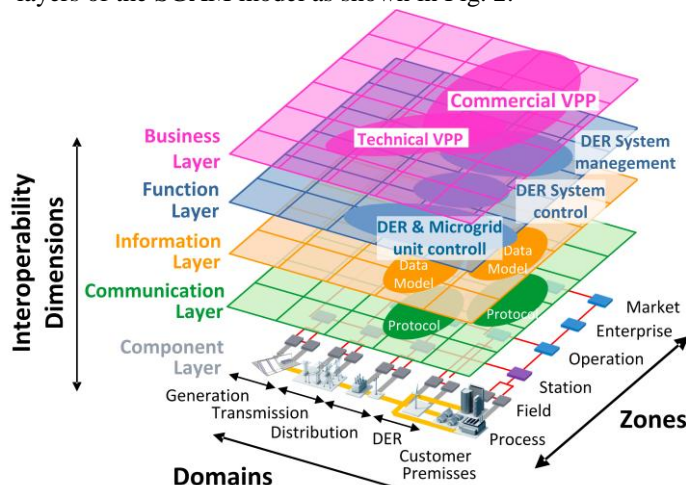 layers of the SGAM model as shown in Fig. 2.
Commercial VPP
Technical VPP
Business
Layer
DER System
manegement
Function
Layer
DER System
control
DER & Microgrid
unit controll
Information
Layer
Data
Model
Data
Model
Communication
Layer
Protocol
Protocol
Component
Layer
Interoperability
Dimensions
Market
Enterprise
Operation
Station
Field
Process
Zones
Generation
Transmission
Distribution
DER
Customer
Premisses
Domains